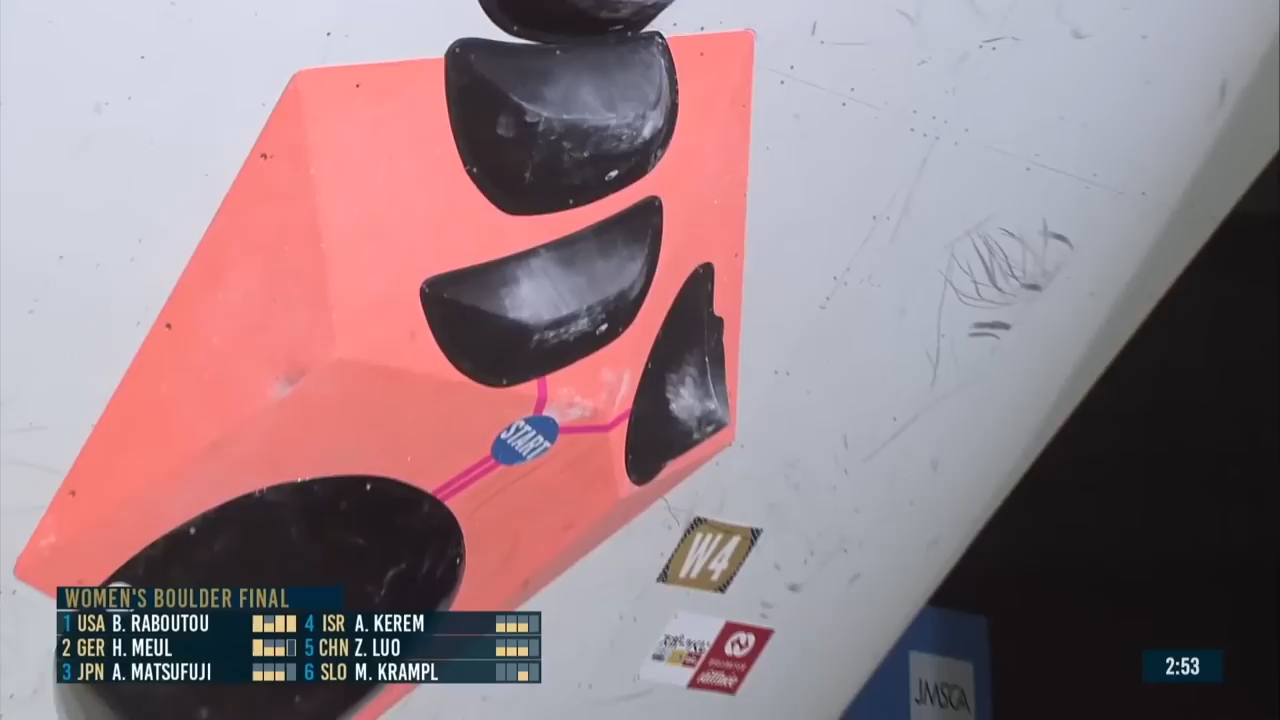 START
W4
JMSCA
WOMEN'S BOULDER FINAL
1 USA B. RABOUTOU
2 GER H. MEUL
3 JPN A. MATSUFUJI
4 ISR A. KEREM
5 CHN Z. LUO
6 SLO M. KRAMPL
2:53